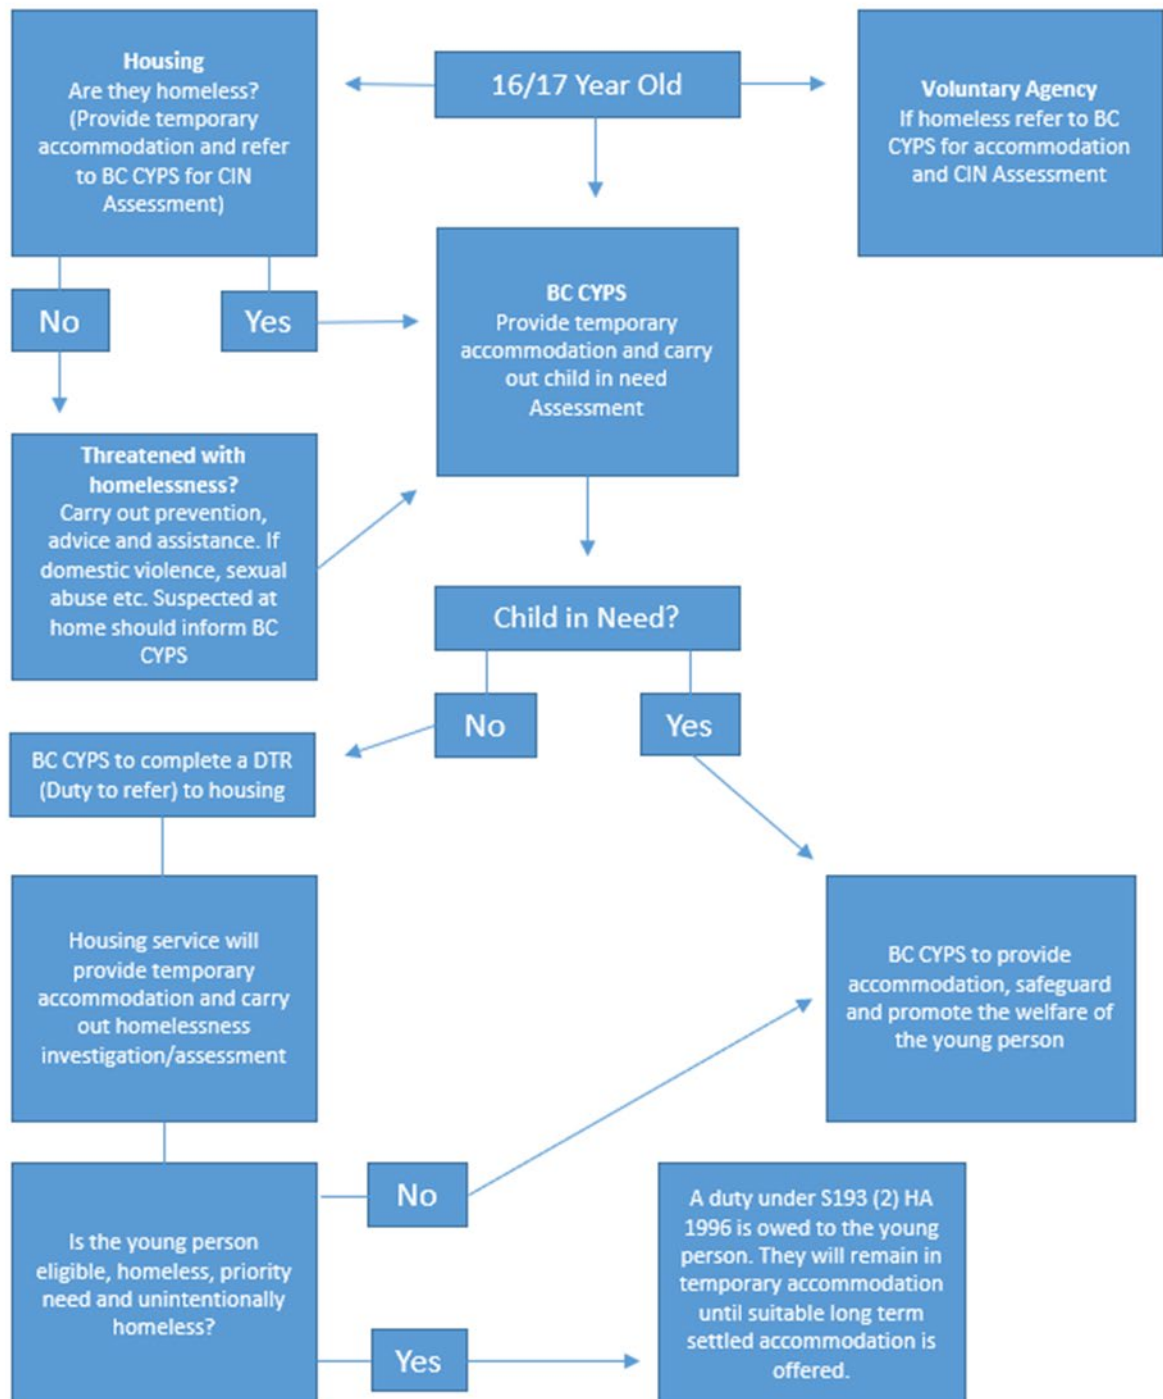 Housing
Are they homeless?
(Provide temporary
accommodation and refer
to BC CYPS for CIN
Assessment)
16/17 Year Old
Voluntary Agency
If homeless refer to BC
CYPS for accommodation
and CIN Assessment
No
Yes
BC CYPS
Provide temporary
accommodation and carry
out child in need
Assessment
Threatened with
homelessness?
Carry out prevention,
advice and assistance. If
domestic violence, sexual
abuse etc. Suspected at
home should inform BC
CYPS
Child in Need?
No
Yes
BC CYPS to complete a DTR
(Duty to refer) to housing
Housing service will
provide temporary
accommodation and carry
out homelessness
investigation/assessment
BC CYPS to provide
accommodation, safeguard
and promote the welfare of
the young person
Is the young person
eligible, homeless, priority
need and unintentionally
homeless?
No
Yes
A duty under S193 (2) HA
1996 is owed to the young
person. They will remain in
temporary accommodation
until suitable long term
settled accommodation is
offered.